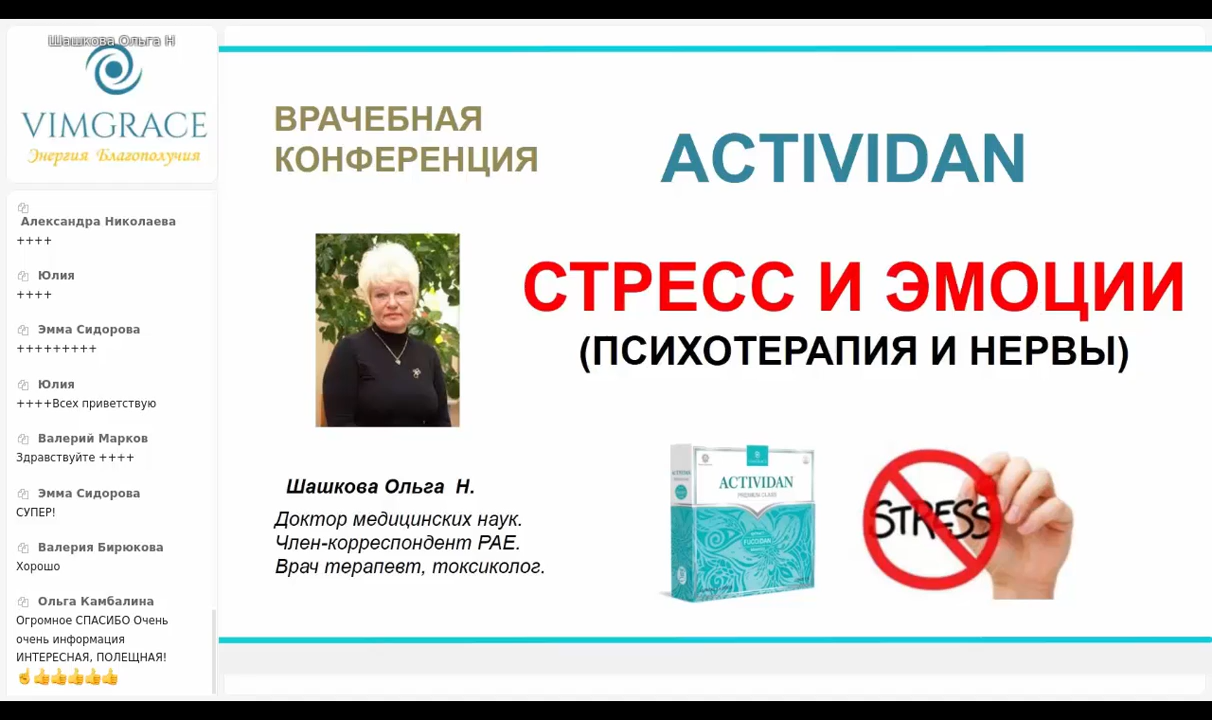 Шашкова Ольга Н
VIMGRACE
Энергия Благополучия
Александра Николаева
++++
Юлия
++++
Эмма Сидорова
+++++++++
Юлия
++++Всех приветствую
Валерий Марков
Здравствуйте ++++
Эмма Сидорова
СУПЕР!
Валерия Бирюкова
Хорошо
Ольга Камбалина
Огромное СПАСИБО Очень
очень информация
ИНТЕРЕСНАЯ, ПОЛЕЩНАЯ!
☝👍👍👍👍👍
ВРАЧЕБНАЯ
КОНФЕРЕНЦИЯ
ACTIVIDAN
СТРЕСС И ЭМОЦИИ
(ПСИХОТЕРАПИЯ И НЕРВЫ)
Шашкова Ольга Н.
Доктор медицинских наук.
Член-корреспондент РАЕ.
Врач терапевт, токсиколог.
VIMGRACE
ACTIVIDAN
PREMIUM CLASS
FUCOIDAN
STRESS